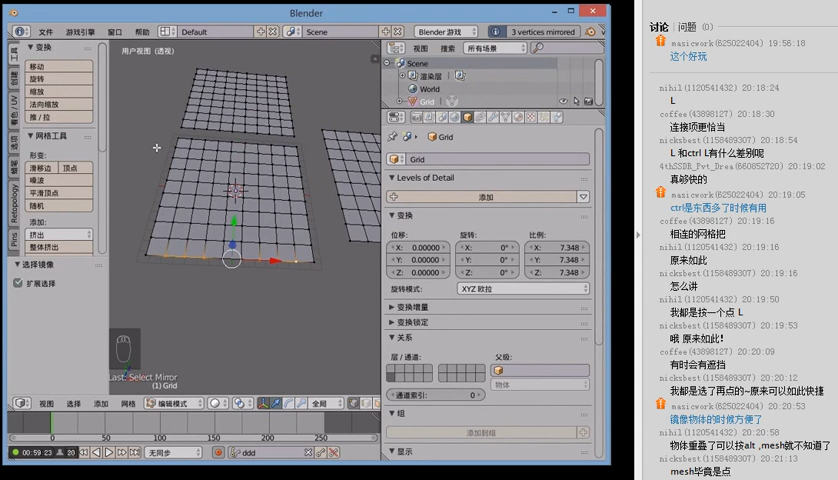 Blender
文件 游戏引擎 窗口 帮助 Default Scene Blender 游戏 3 vertices mirrored
变换
移动
旋转
缩放
法向缩放
推 / 拉
网格工具
形变:
滑移边 顶点
噪波
平滑顶点
随机
添加:
挤出
整体挤出
选择镜像
扩展选择
工具
创建
着色 / UV
选项
Retopology
Pins
用户视图 (透视)
Last: Select Mirror
(1) Grid
视图 选择 添加 网格 编辑模式 全局
0 50 100 150 200 250
00:59:23 20 不同步 ddd
视图 搜索 所有场景
Scene
渲染层
World
Grid
Grid
Grid
Levels of Detail
添加
变换
位移: 旋转: 比例:
X: 0.00000 X: 0° X: 7.348
Y: 0.00000 Y: 0° Y: 7.348
Z: 0.00000 Z: 0° Z: 7.348
旋转模式: XYZ 欧拉
变换增量
变换锁定
关系
层 / 通道: 父级:
物体
通道索引: 0
组
添加到组
显示
讨论 问题 (0)
masicwork(625022404) 19:56:18
这个好玩
nihil(1120541432) 20:18:24
L
coffee(43898127) 20:18:30
连接项更恰当
nicksbest(1158489307) 20:18:54
L 和ctrl L有什么差别呢
4thSSDR_Pvt_Drea(660852720) 20:19:02
真够快的
masicwork(625022404) 20:19:05
ctrl是东西多了时候有用
coffee(43898127) 20:19:16
相连的网格把
nihil(1120541432) 20:19:16
原来如此
nicksbest(1158489307) 20:19:16
怎么讲
nihil(1120541432) 20:19:50
我都是按一个点 L
nicksbest(1158489307) 20:19:53
哦 原来如此！
coffee(43898127) 20:20:09
有时会有遮挡
nicksbest(1158489307) 20:20:12
我都是选了再点的~原来可以如此快捷
masicwork(625022404) 20:20:53
镜像物体的时候方便了
nihil(1120541432) 20:20:58
物体重叠了可以按alt ,mesh就不知道了
nicksbest(1158489307) 20:21:13
mesh毕竟是点